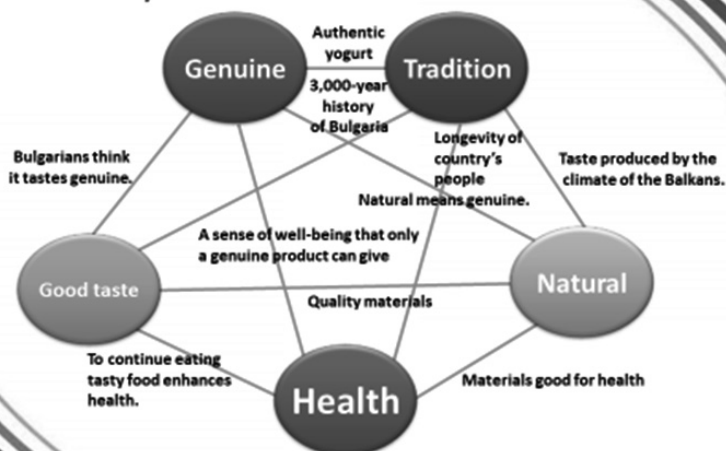 Authentic
yogurt
Genuine
Tradition
3,000-year
history
of Bulgaria
Longevity of
country's
people
Bulgarians think
it tastes genuine.
Taste produced by the
climate of the Balkans.
Natural means genuine.
A sense of well-being that only
a genuine product can give
Good taste
Natural
Quality materials
To continue eating
tasty food enhances
health.
Health
Materials good for health